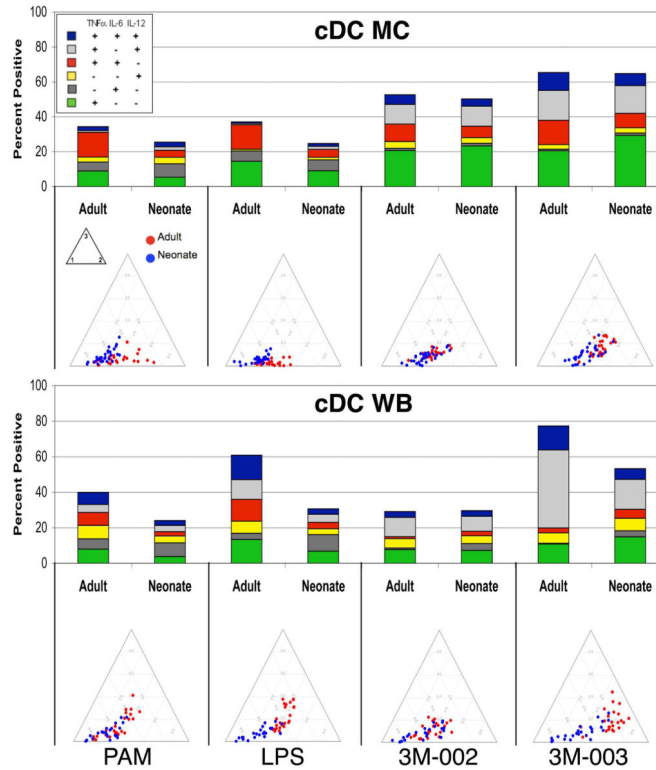 cDC MC
Percent Positive
100
80
60
40
20
0
TNFα IL-6 IL-12
+ + +
+ - +
+ + -
- - +
- + -
+ - -
Adult Neonate Adult Neonate Adult Neonate Adult Neonate
3
1 2
Adult
Neonate
cDC WB
Percent Positive
100
80
60
40
20
0
Adult Neonate Adult Neonate Adult Neonate Adult Neonate
PAM LPS 3M-002 3M-003